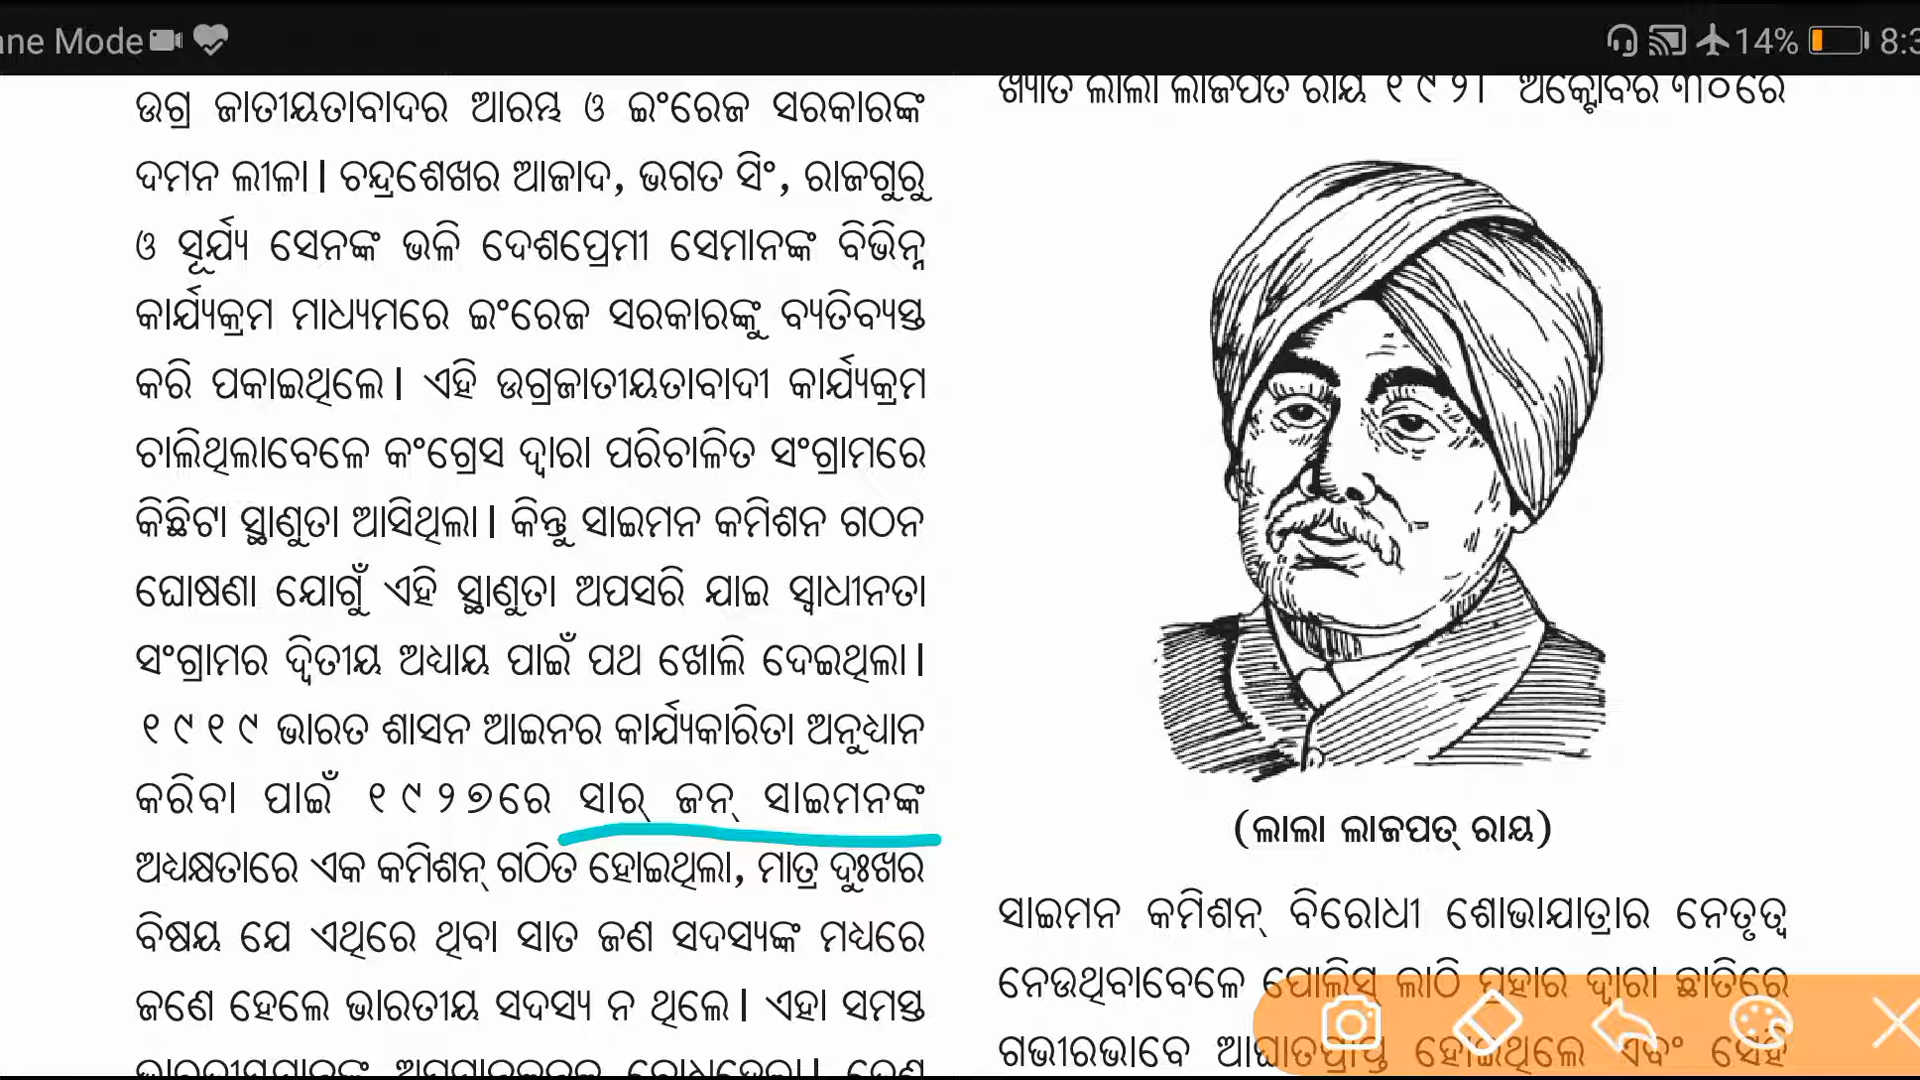 ane Mode
14%
8:3
ଉଗ୍ର ଜାତୀୟତାବାଦର ଆରମ୍ଭ ଓ ଇଂରେଜ ସରକାରଙ୍କ
ଦମନ ଲୀଳା। ଚନ୍ଦ୍ରଶେଖର ଆଜାଦ, ଭଗତ ସିଂ, ରାଜଗୁରୁ
ଓ ସୂର୍ଯ୍ୟ ସେନଙ୍କ ଭଳି ଦେଶପ୍ରେମୀ ସେମାନଙ୍କ ବିଭିନ୍ନ
କାର୍ଯ୍ୟକ୍ରମ ମାଧ୍ୟମରେ ଇଂରେଜ ସରକାରଙ୍କୁ ବ୍ୟତିବ୍ୟସ୍ତ
କରି ପକାଇଥିଲେ। ଏହି ଉଗ୍ରଜାତୀୟତାବାଦୀ କାର୍ଯ୍ୟକ୍ରମ
ଚାଲିଥିଲାବେଳେ କଂଗ୍ରେସ ଦ୍ୱାରା ପରିଚାଳିତ ସଂଗ୍ରାମରେ
କିଛିଟା ସ୍ଥାଣୁତା ଆସିଥିଲା। କିନ୍ତୁ ସାଇମନ କମିଶନ ଗଠନ
ଘୋଷଣା ଯୋଗୁଁ ଏହି ସ୍ଥାଣୁତା ଅପସରି ଯାଇ ସ୍ୱାଧୀନତା
ସଂଗ୍ରାମର ଦ୍ୱିତୀୟ ଅଧ୍ୟାୟ ପାଇଁ ପଥ ଖୋଲି ଦେଇଥିଲା।
୧୯୧୯ ଭାରତ ଶାସନ ଆଇନର କାର୍ଯ୍ୟକାରିତା ଅନୁଧ୍ୟାନ
କରିବା ପାଇଁ ୧୯୨୭ରେ ସାର୍ ଜନ୍ ସାଇମନଙ୍କ
ଅଧ୍ୟକ୍ଷତାରେ ଏକ କମିଶନ୍ ଗଠିତ ହୋଇଥିଲା, ମାତ୍ର ଦୁଃଖର
ବିଷୟ ଯେ ଏଥିରେ ଥିବା ସାତ ଜଣ ସଦସ୍ୟଙ୍କ ମଧ୍ୟରେ
ଜଣେ ହେଲେ ଭାରତୀୟ ସଦସ୍ୟ ନ ଥିଲେ। ଏହା ସମସ୍ତ
ଖ୍ୟାତ ଲାଲା ଲାଜପତ ରାୟ ୧୯୨୮ ଅକ୍ଟୋବର ୩୦ରେ
(ଲାଲା ଲାଜପତ୍ ରାୟ)
ସାଇମନ କମିଶନ୍ ବିରୋଧୀ ଶୋଭାଯାତ୍ରାର ନେତୃତ୍ୱ
ନେଉଥିବାବେଳେ ପୋଲିସ୍ ଲାଠି ପ୍ରହାର ଦ୍ୱାରା ଛାତିରେ
ଗଭୀରଭାବେ ଆଘାତପ୍ରାପ୍ତ ହୋଇଥିଲେ ଏବଂ ସେହି